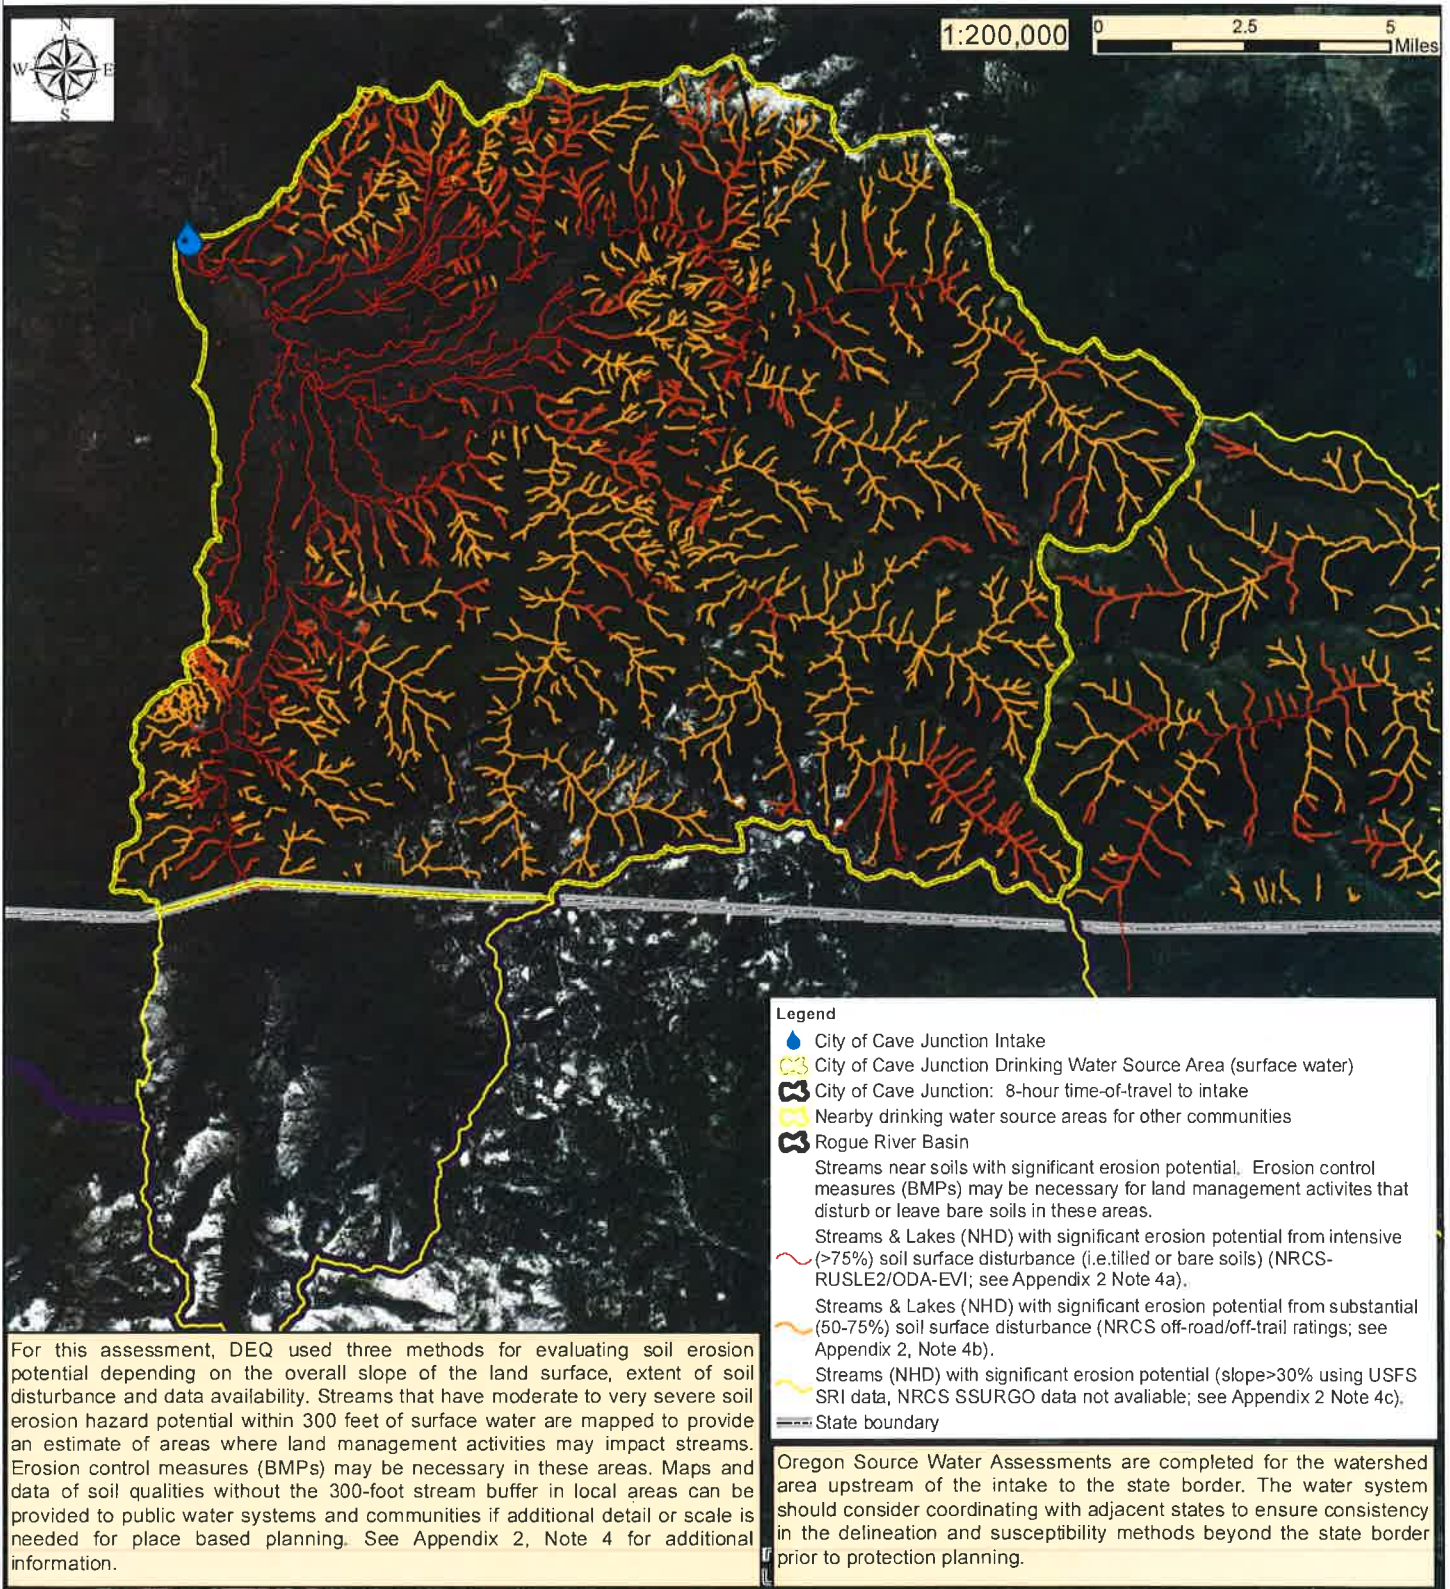 N
W
E
S
1:200,000
0 2.5 5
Miles
Legend
City of Cave Junction Intake
City of Cave Junction Drinking Water Source Area (surface water)
City of Cave Junction: 8-hour time-of-travel to intake
Nearby drinking water source areas for other communities
Rogue River Basin
Streams near soils with significant erosion potential. Erosion control
measures (BMPs) may be necessary for land management activites that
disturb or leave bare soils in these areas.
Streams & Lakes (NHD) with significant erosion potential from intensive
(>75%) soil surface disturbance (i.e.tilled or bare soils) (NRCS-
RUSLE2/ODA-EVI; see Appendix 2 Note 4a).
Streams & Lakes (NHD) with significant erosion potential from substantial
(50-75%) soil surface disturbance (NRCS off-road/off-trail ratings; see
Appendix 2, Note 4b).
Streams (NHD) with significant erosion potential (slope>30% using USFS
SRI data, NRCS SSURGO data not avaliable; see Appendix 2 Note 4c).
State boundary
For this assessment, DEQ used three methods for evaluating soil erosion
potential depending on the overall slope of the land surface, extent of soil
disturbance and data availability. Streams that have moderate to very severe soil
erosion hazard potential within 300 feet of surface water are mapped to provide
an estimate of areas where land management activities may impact streams.
Erosion control measures (BMPs) may be necessary in these areas. Maps and
data of soil qualities without the 300-foot stream buffer in local areas can be
provided to public water systems and communities if additional detail or scale is
needed for place based planning. See Appendix 2, Note 4 for additional
information.
Oregon Source Water Assessments are completed for the watershed
area upstream of the intake to the state border. The water system
should consider coordinating with adjacent states to ensure consistency
in the delineation and susceptibility methods beyond the state border
prior to protection planning.